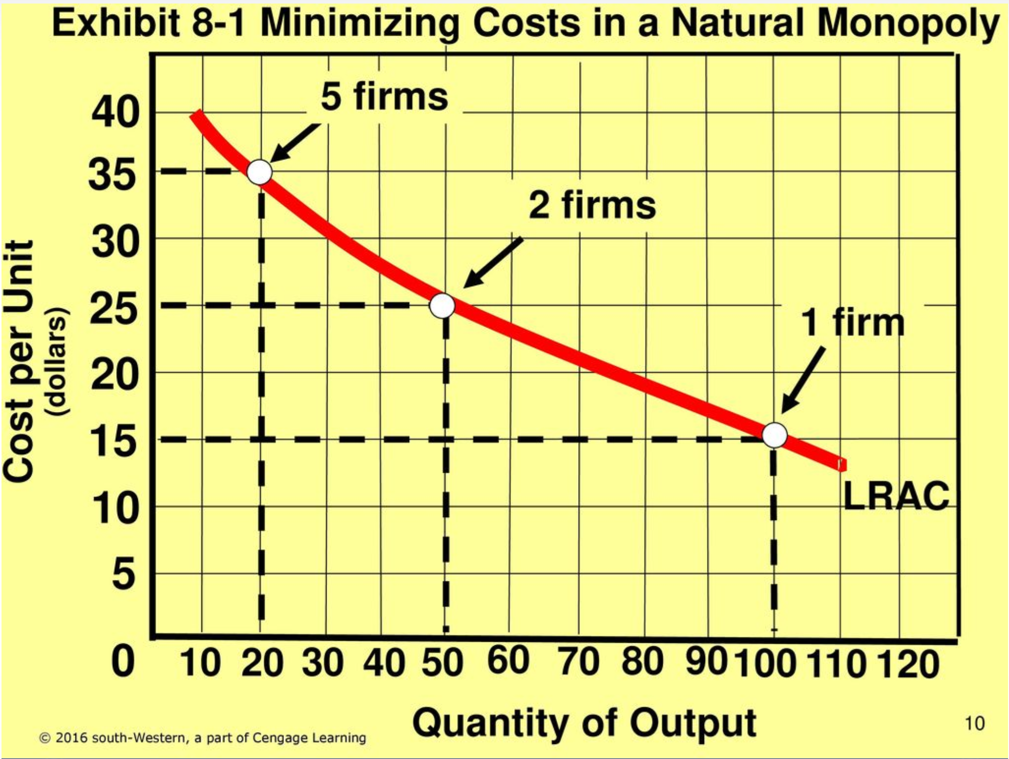 Exhibit 8-1 Minimizing Costs in a Natural Monopoly
5 firms
2 firms
1 firm
LRAC
40
35
30
25
20
15
10
5
0
Cost per Unit
(dollars)
10 20 30 40 50 60 70 80 90 100 110 120
Quantity of Output
© 2016 south-Western, a part of Cengage Learning
10